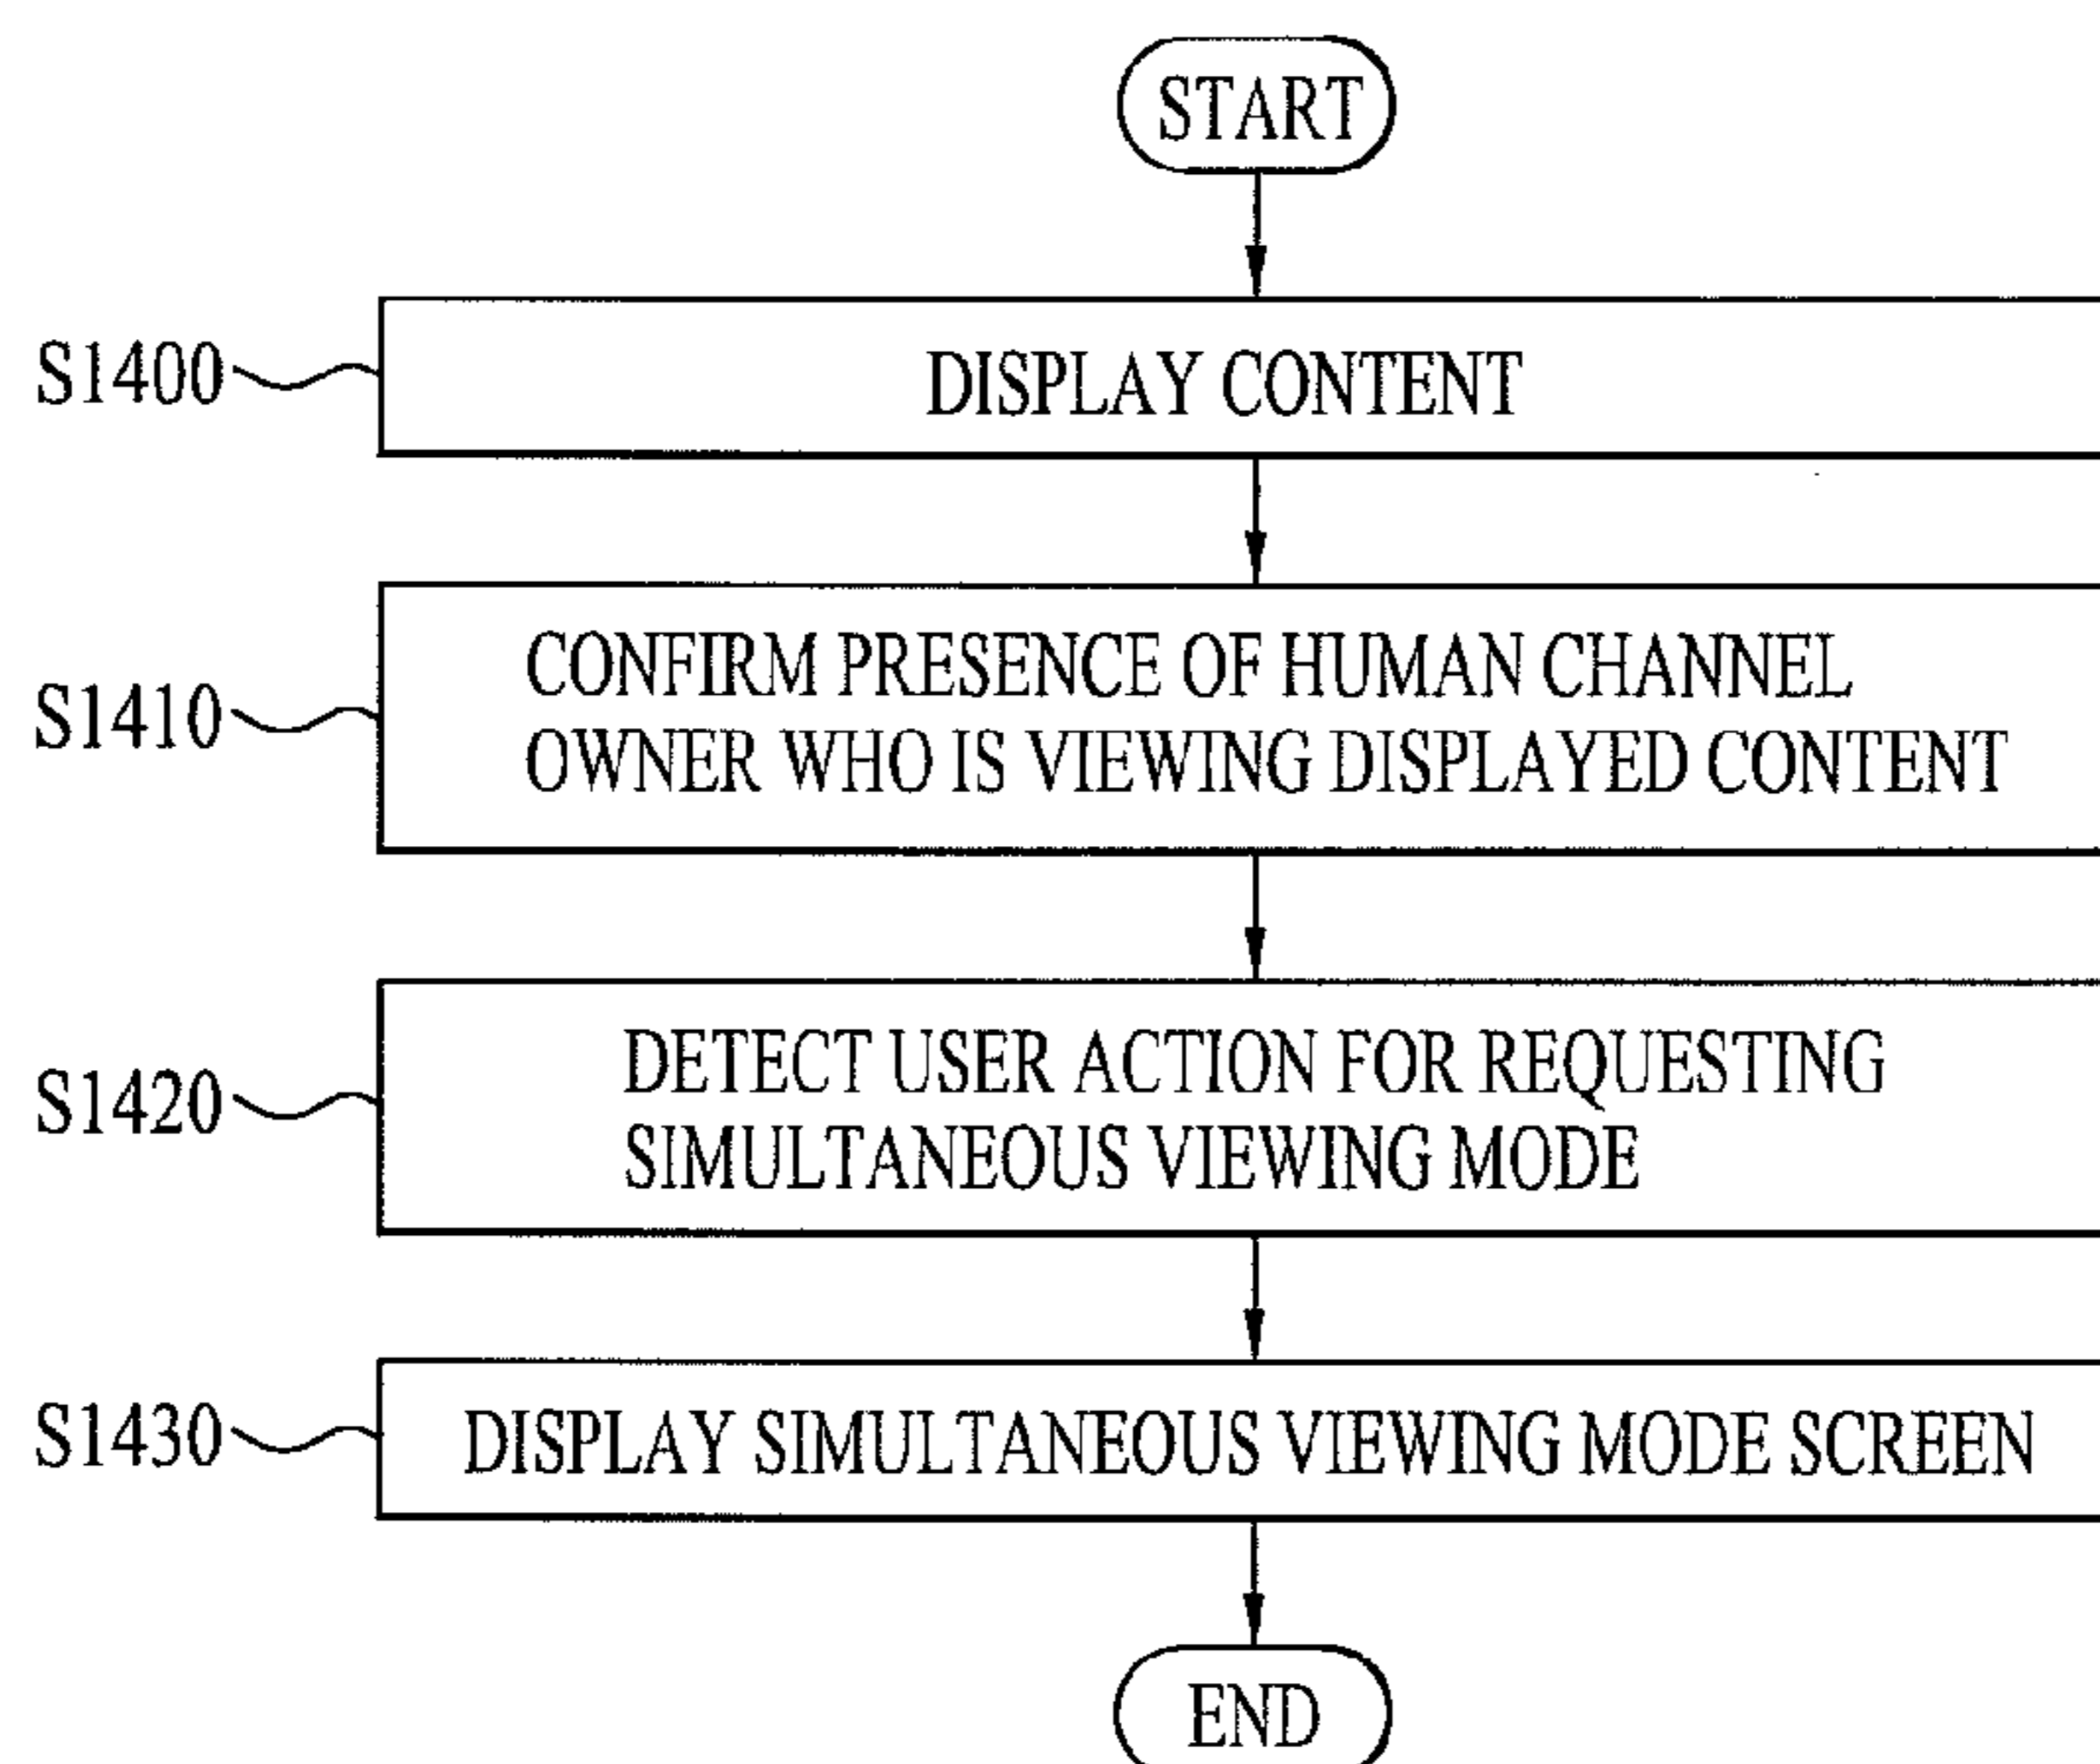 START
S1400
DISPLAY CONTENT
S1410
CONFIRM PRESENCE OF HUMAN CHANNEL
OWNER WHO IS VIEWING DISPLAYED CONTENT
S1420
DETECT USER ACTION FOR REQUESTING
SIMULTANEOUS VIEWING MODE
S1430
DISPLAY SIMULTANEOUS VIEWING MODE SCREEN
END